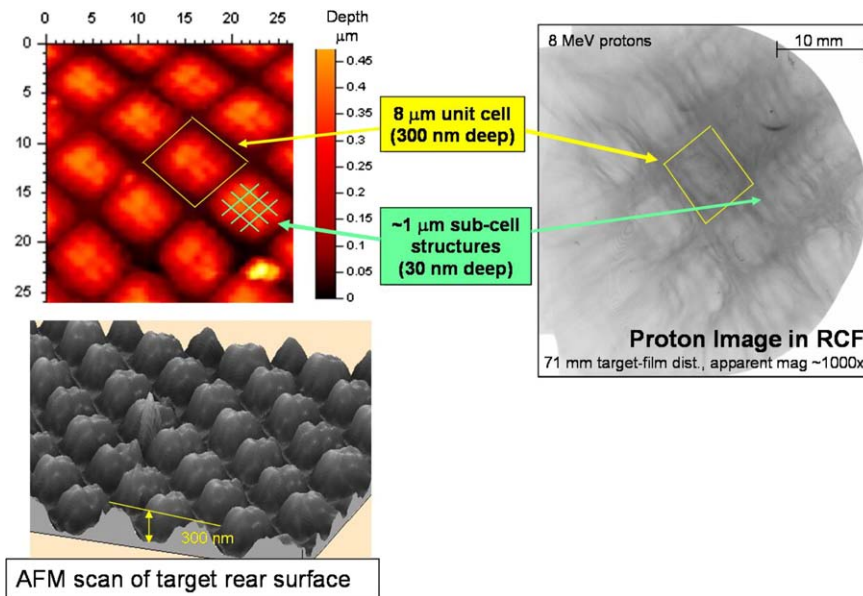 0 5 10 15 20 25
Depth
μm
0
5
10
15
20
25
0.45
0.4
0.35
0.3
0.25
0.2
0.15
0.1
0.05
0
8 μm unit cell
(300 nm deep)
~1 μm sub-cell
structures
(30 nm deep)
8 MeV protons
10 mm
Proton Image in RCF
71 mm target-film dist., apparent mag ~1000x
300 nm
AFM scan of target rear surface